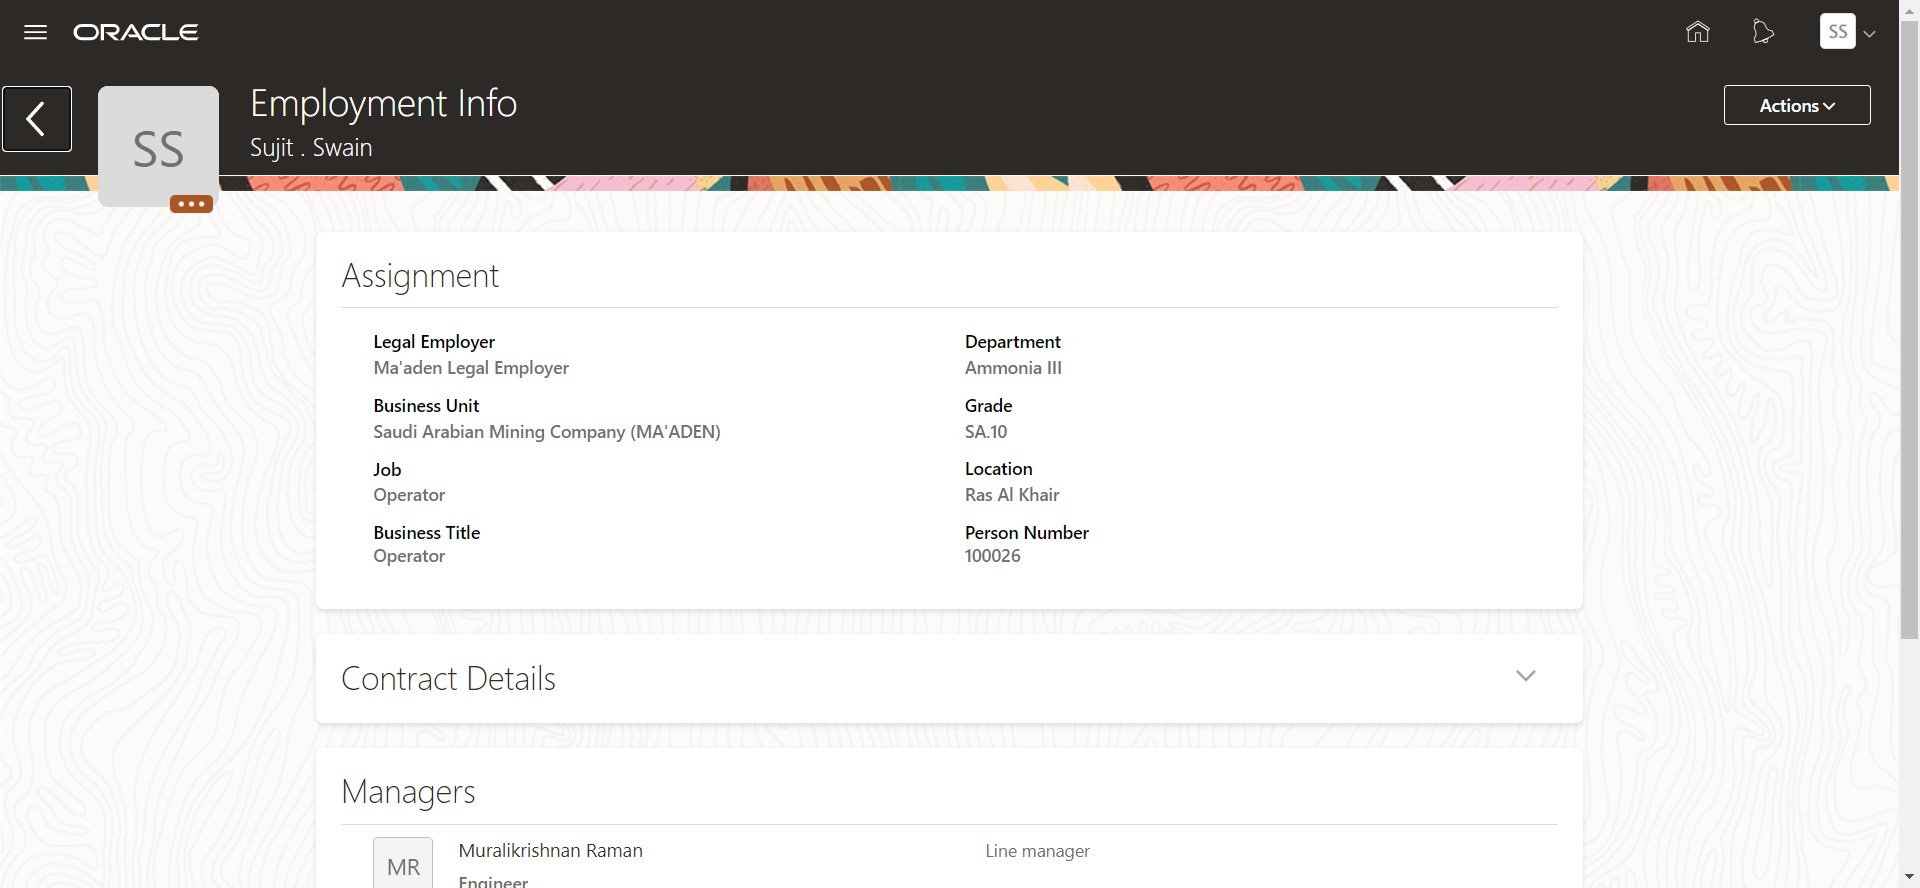 ORACLE
SS
Employment Info
Actions
SS
Sujit . Swain
Assignment
Legal Employer
Ma'aden Legal Employer
Department
Ammonia III
Business Unit
Saudi Arabian Mining Company (MA'ADEN)
Grade
SA.10
Job
Operator
Location
Ras Al Khair
Business Title
Operator
Person Number
100026
Contract Details
Managers
MR
Muralikrishnan Raman
Line manager
Engineer